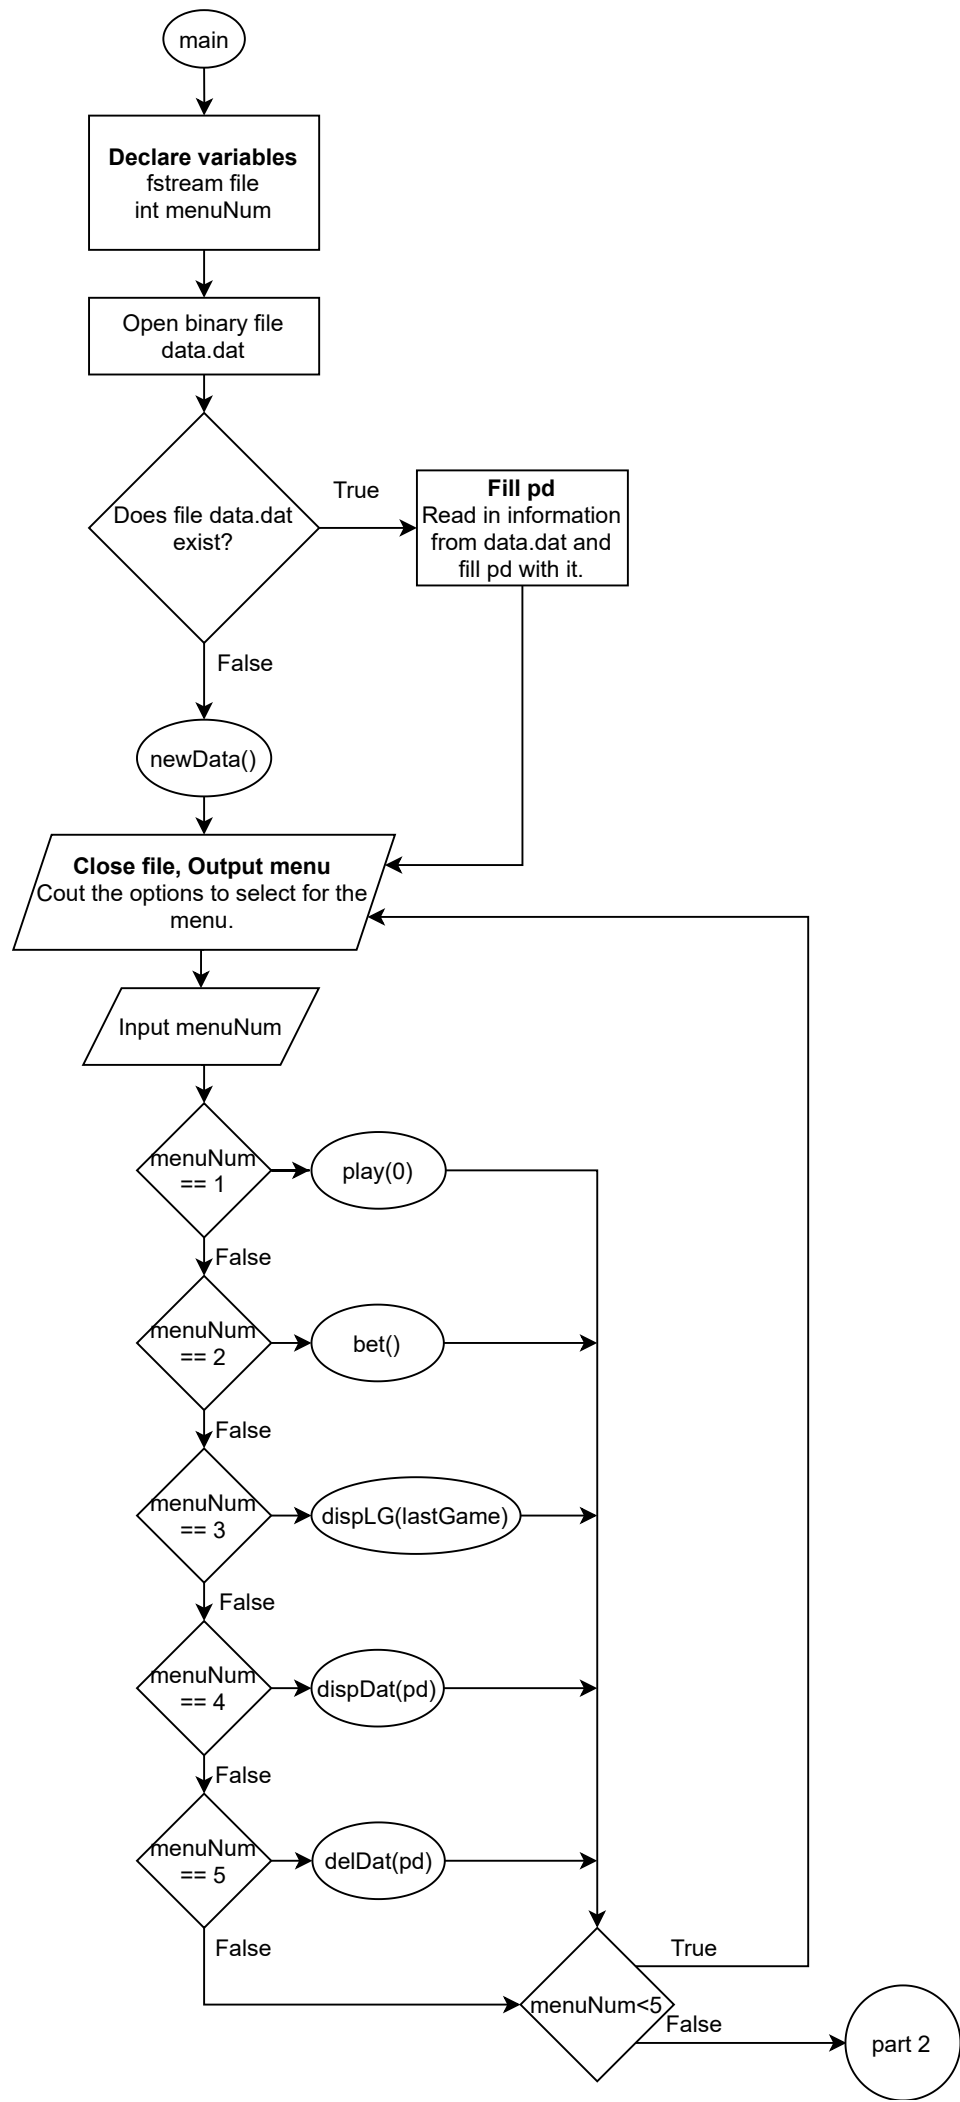 main
Declare variables
fstream file
int menuNum
Open binary file
data.dat
Does file data.dat
exist?
True
Fill pd
Read in information
from data.dat and
fill pd with it.
False
newData()
Close file, Output menu
Cout the options to select for the
menu.
Input menuNum
menuNum
== 1
play(0)
False
menuNum
== 2
bet()
False
menuNum
== 3
dispLG(lastGame)
False
menuNum
== 4
dispDat(pd)
False
menuNum
== 5
delDat(pd)
False
menuNum<5
True
False
part 2